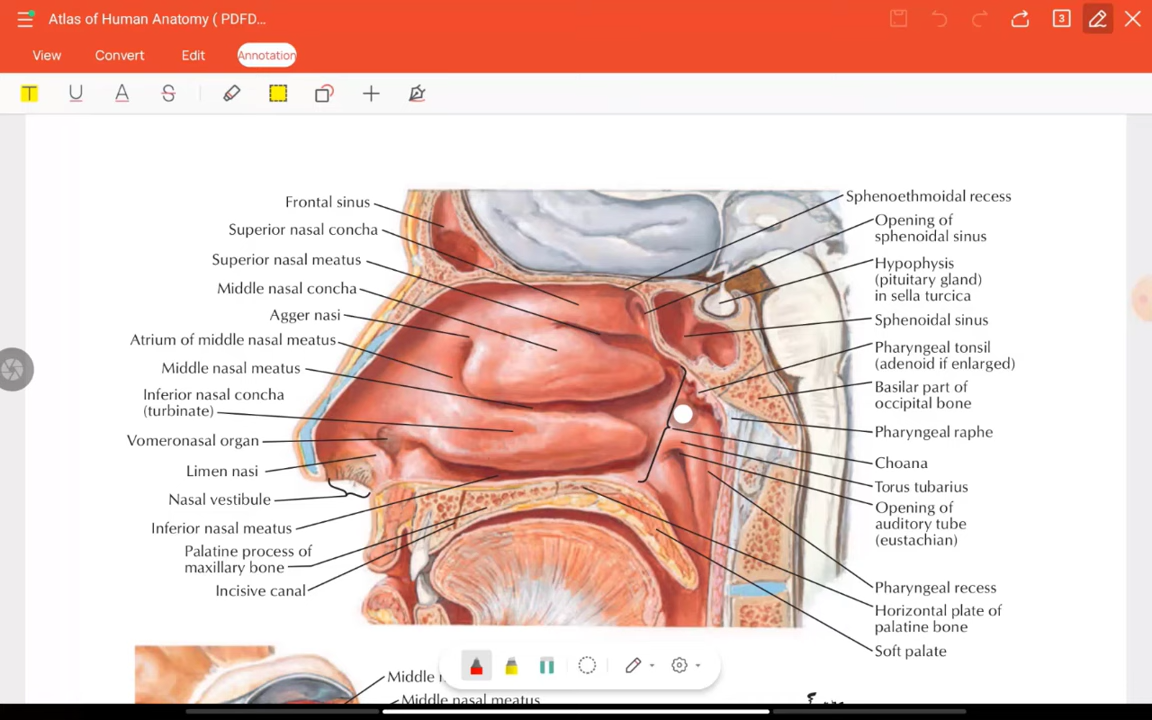 Atlas of Human Anatomy ( PDFD...
3
View Convert Edit Annotation
T U A S
Frontal sinus
Superior nasal concha
Superior nasal meatus
Middle nasal concha
Agger nasi
Atrium of middle nasal meatus
Middle nasal meatus
Inferior nasal concha
(turbinate)
Vomeronasal organ
Limen nasi
Nasal vestibule
Inferior nasal meatus
Palatine process of
maxillary bone
Incisive canal
Sphenoethmoidal recess
Opening of
sphenoidal sinus
Hypophysis
(pituitary gland)
in sella turcica
Sphenoidal sinus
Pharyngeal tonsil
(adenoid if enlarged)
Basilar part of
occipital bone
Pharyngeal raphe
Choana
Torus tubarius
Opening of
auditory tube
(eustachian)
Pharyngeal recess
Horizontal plate of
palatine bone
Soft palate
Middle
Middle nasal meatus